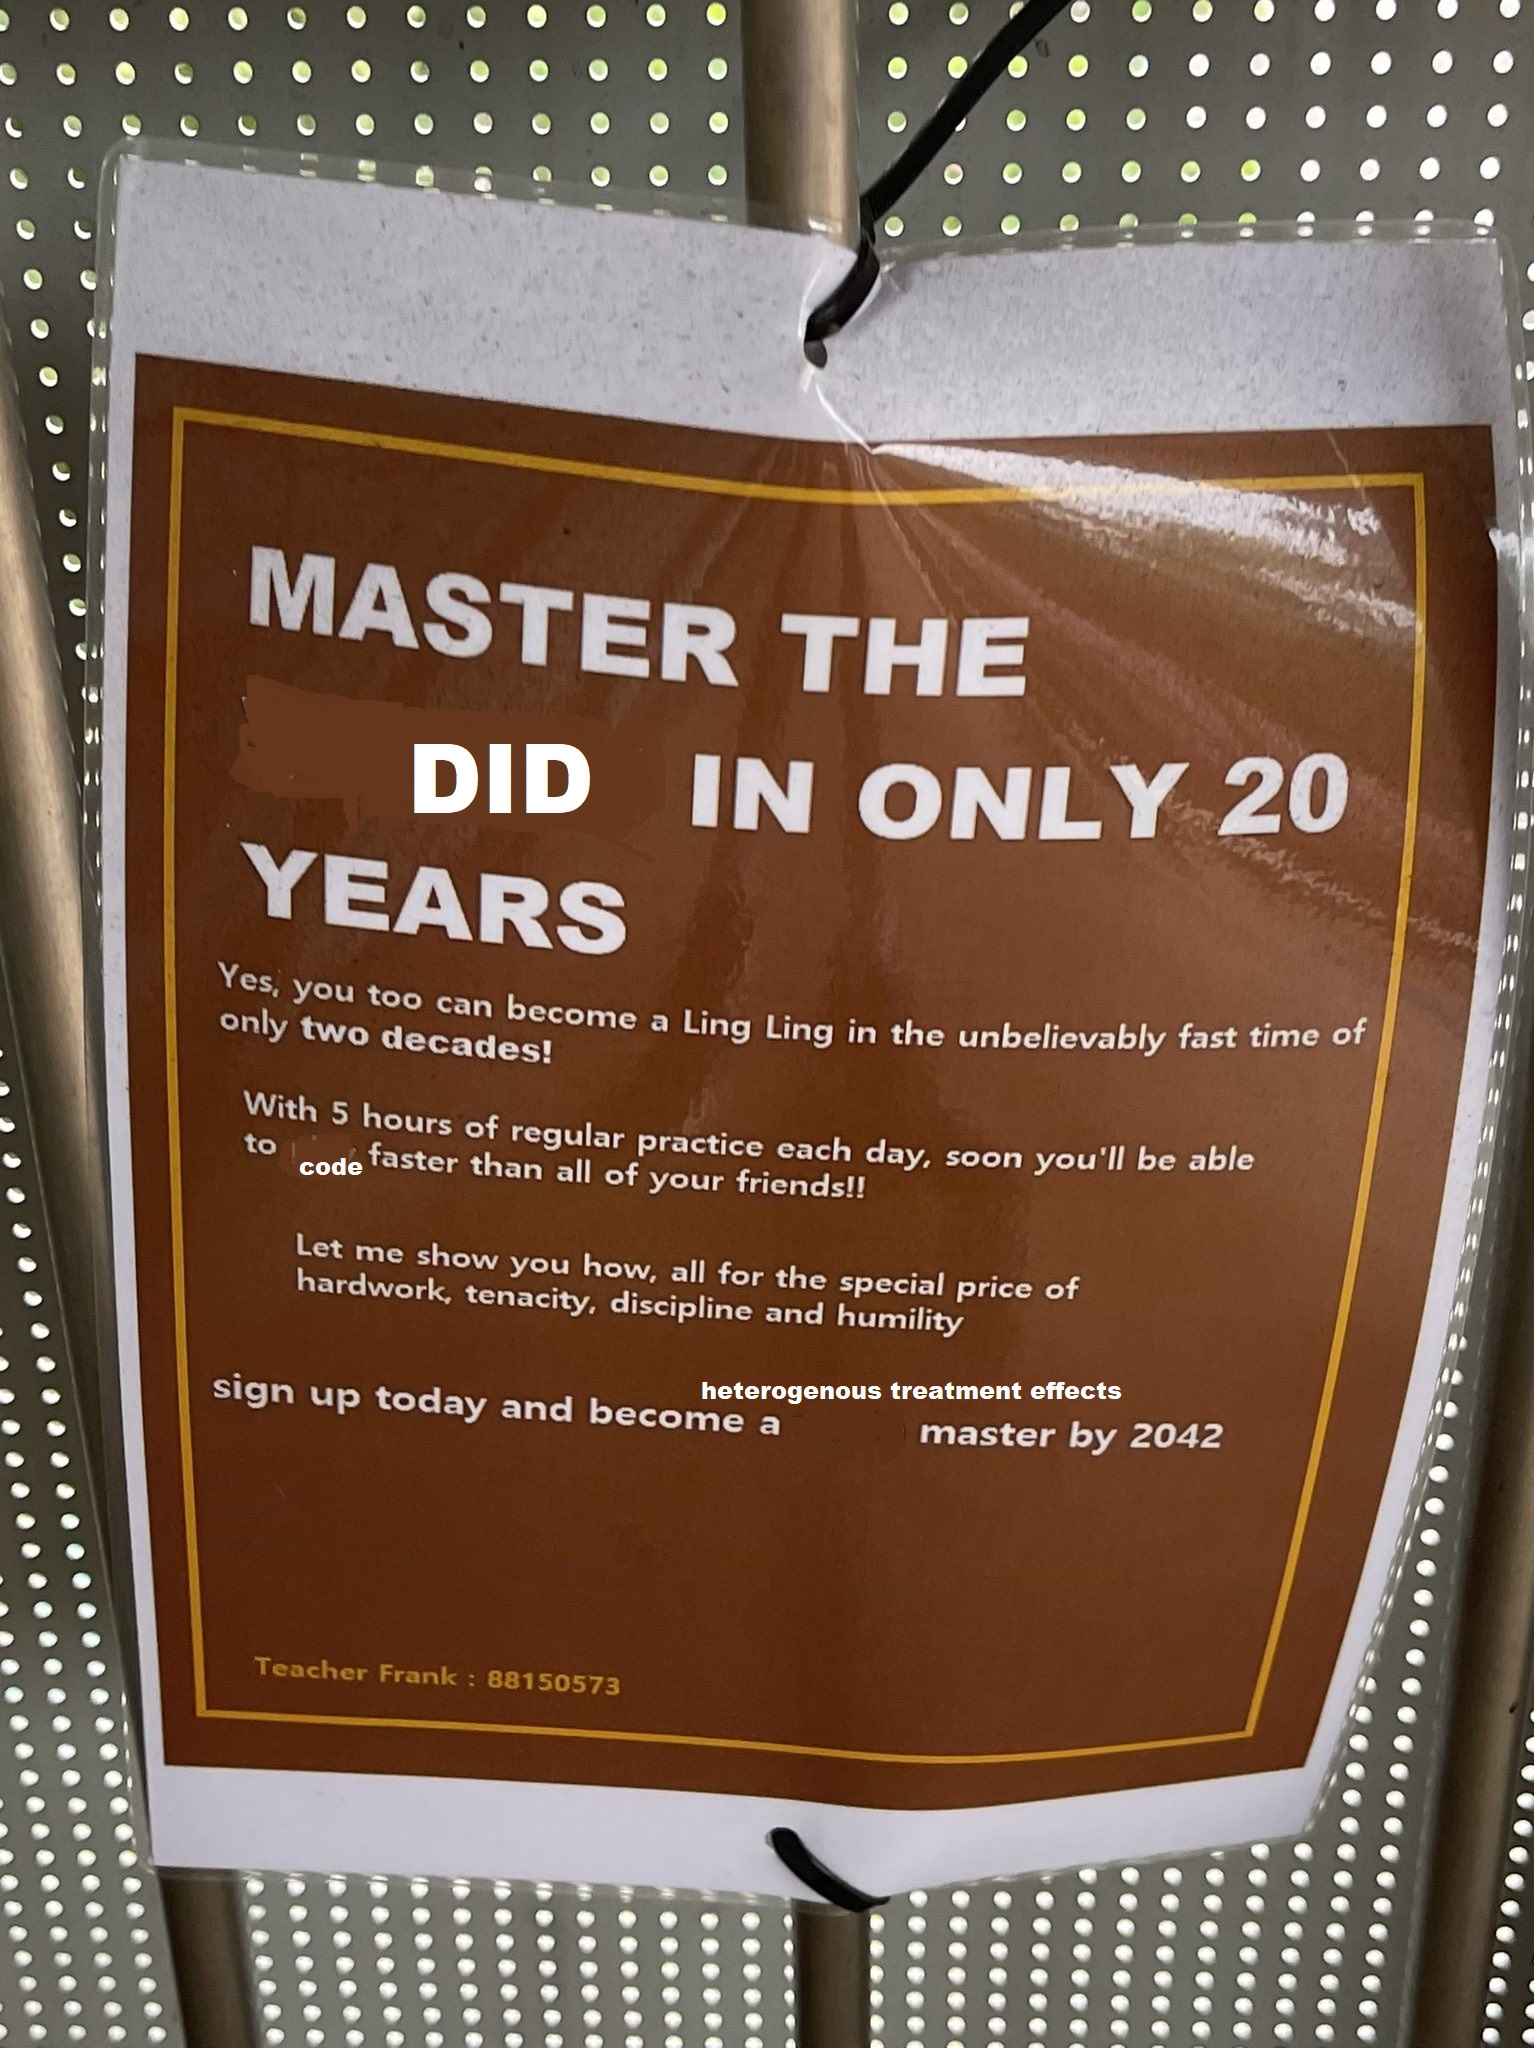 MASTER THE
DID IN ONLY 20
YEARS
Yes, you too can become a Ling Ling in the unbelievably fast time of
only two decades!
With 5 hours of regular practice each day, soon you'll be able
to code faster than all of your friends!!
Let me show you how, all for the special price of
hardwork, tenacity, discipline and humility
sign up today and become a heterogenous treatment effects master by 2042
Teacher Frank : 88150573